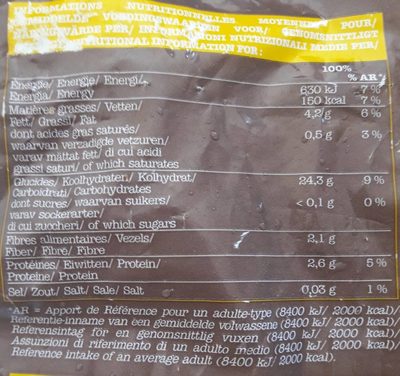 INFORMATIONS NUTRITIONNELLES MOYENNES POUR/
GEMIDDELDE VOEDINGSWAARDEN VOOR/ GENOMSNITTLIGT
NÄRINGSVÄRDE PER/ INFORMAZIONI NUTRIZIONALI MEDIE PER/
NUTRITIONAL INFORMATION FOR :
100%
% AR*
Énergie/ Energie/ Energi/
Energia/ Energy
630 kJ 7 %
150 kcal 7 %
Matières grasses/ Vetten/
Fett/ Grassi/ Fat
4,2 g 6 %
dont acides gras saturés/
waarvan verzadigde vetzuren/
varav mättat fett/ di cui acidi
grassi saturi/ of which saturates
0,5 g 3 %
Glucides/ Koolhydraten/ Kolhydrat/
Carboidrati/ Carbohydrates
24,3 g 9 %
dont sucres/ waarvan suikers/
varav sockerarter/
di cui zuccheri/ of which sugars
< 0,1 g 0 %
Fibres alimentaires/ Vezels/
Fiber/ Fibre/ Fibre
2,1 g
Protéines/ Eiwitten/ Protein/
Proteine/ Protein
2,6 g 5 %
Sel/ Zout/ Salt/ Sale/ Salt
0,03 g 1 %
*AR = Apport de Référence pour un adulte-type (8400 kJ/ 2000 kcal)/
Referentie-inname van een gemiddelde volwassene (8400 kJ/ 2000 kcal)/
Referensintag för en genomsnittlig vuxen (8400 kJ/ 2000 kcal)/
Assunzioni di riferimento di un adulto medio (8400 kJ/ 2000 kcal)/
Reference intake of an average adult (8400 kJ/ 2000 kcal).